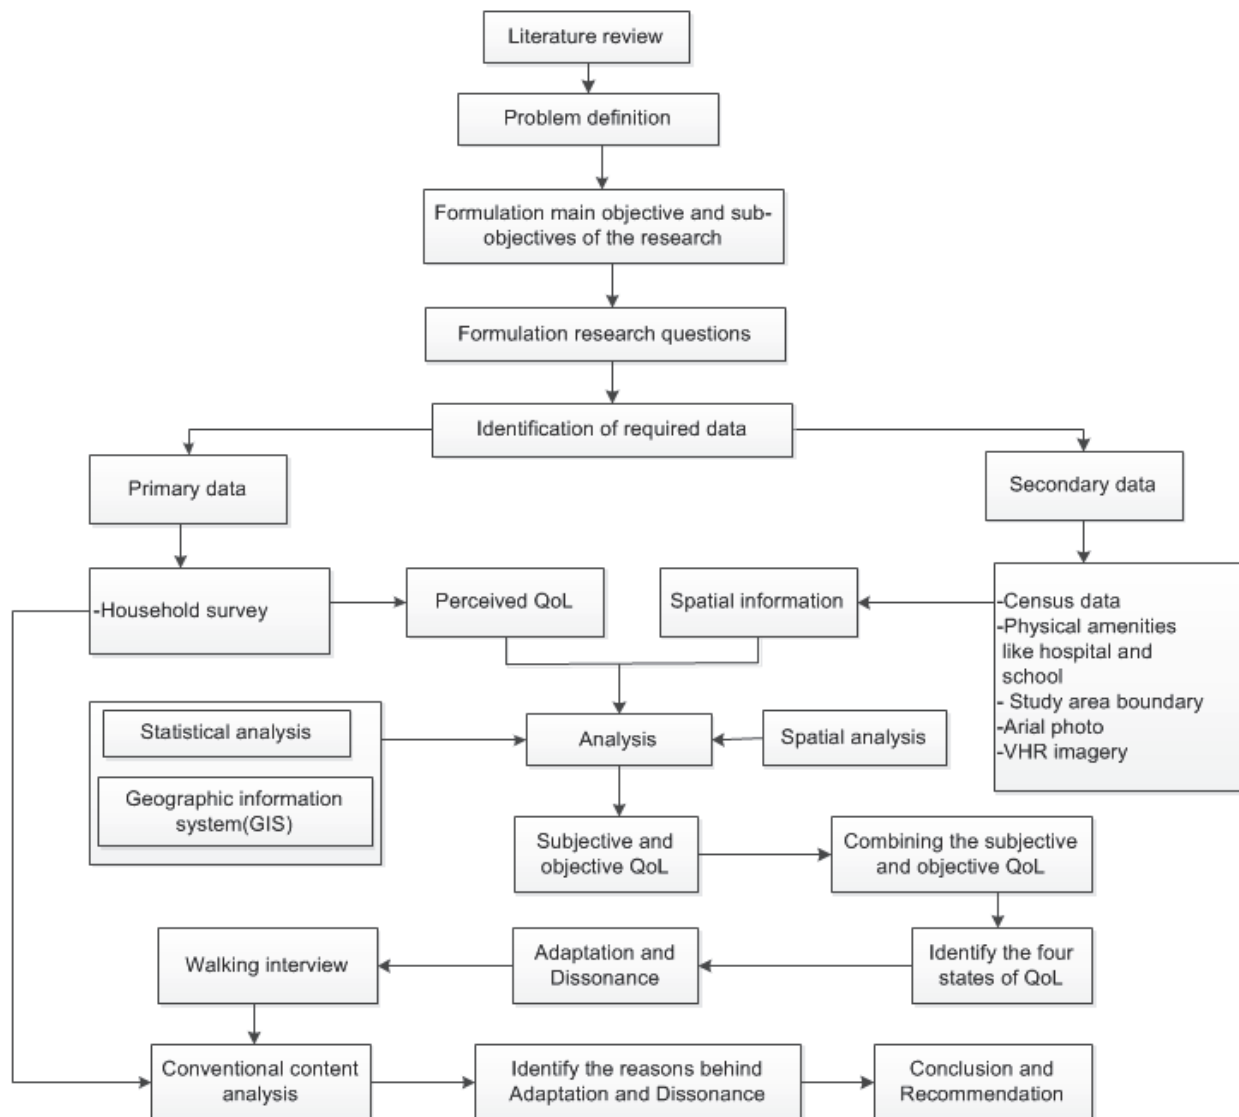 Literature review
Problem definition
Formulation main objective and sub-
objectives of the research
Formulation research questions
Identification of required data
Primary data
Secondary data
-Household survey
Perceived QoL
Spatial information
-Census data
-Physical amenities
like hospital and
school
- Study area boundary
-Arial photo
-VHR imagery
Statistical analysis
Geographic information
system(GIS)
Analysis
Spatial analysis
Subjective and
objective QoL
Combining the subjective
and objective QoL
Identify the four
states of QoL
Adaptation and
Dissonance
Walking interview
Conventional content
analysis
Identify the reasons behind
Adaptation and Dissonance
Conclusion and
Recommendation